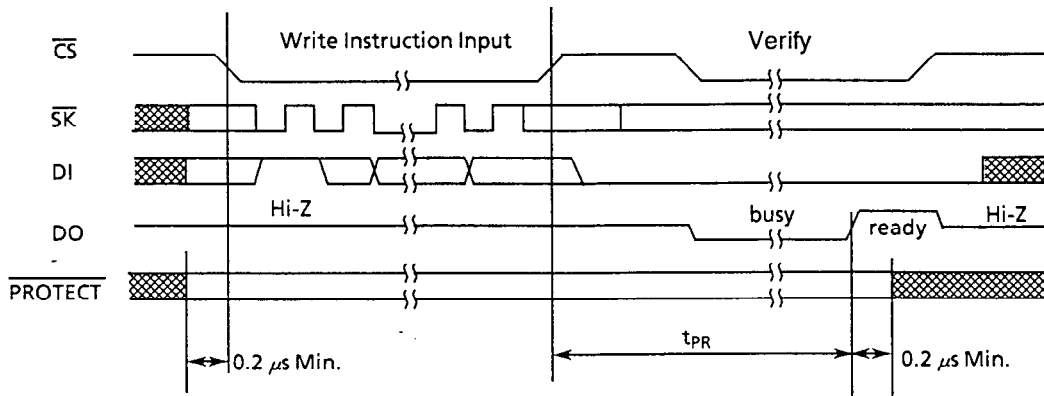 CS Write Instruction Input Verify
SK
DI
Hi-Z
DO busy ready Hi-Z
PROTECT
0.2 μs Min. tPR 0.2 μs Min.